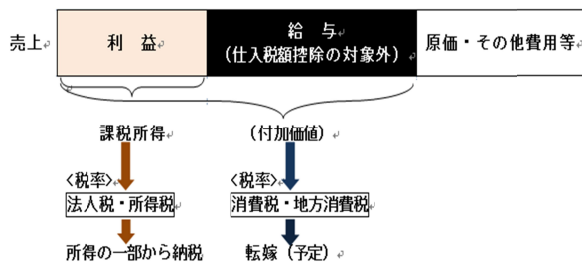 売上
利 益
給 与
(仕入税額控除の対象外)
原価・その他費用等
課税所得
(付加価値)
<税率>
<税率>
法人税・所得税
消費税・地方消費税
所得の一部から納税
転嫁(予定)